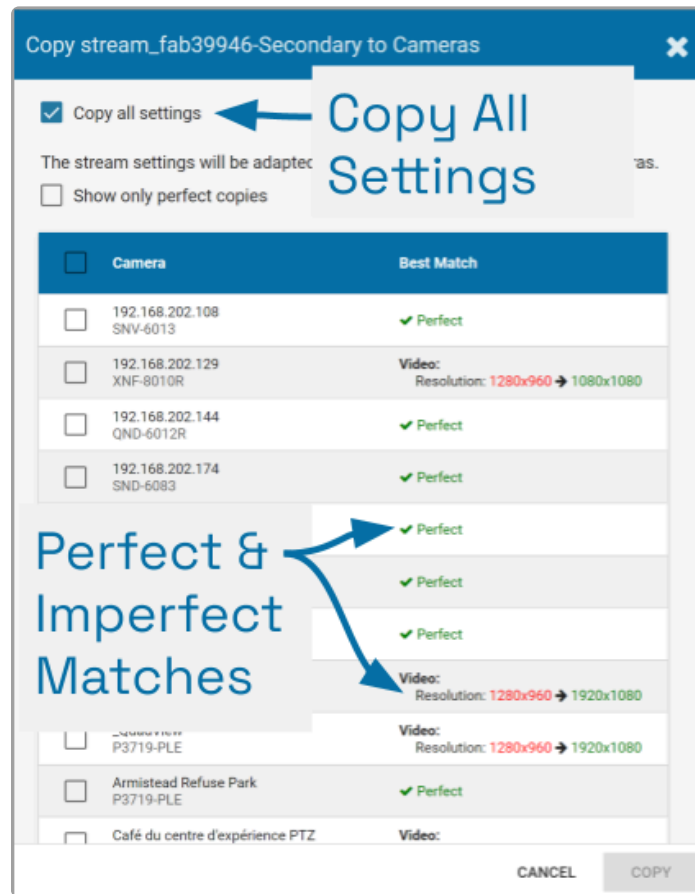 Copy stream_fab39946-Secondary to Cameras
Copy all settings
Copy All
Settings
The stream settings will be adapted
Show only perfect copies
Camera Best Match
192.168.202.108
SNV-6013
Perfect
192.168.202.129
XNF-8010R
Video:
Resolution: 1280x960 → 1080x1080
192.168.202.144
QND-6012R
Perfect
192.168.202.174
SND-6083
Perfect
Perfect &
Imperfect
Matches
Perfect
Perfect
Perfect
Video:
Resolution: 1280x960 → 1920x1080
_QuadView
P3719-PLE
Video:
Resolution: 1280x960 → 1920x1080
Armistead Refuse Park
P3719-PLE
Perfect
Café du centre d'expérience PTZ
Video:
CANCEL COPY